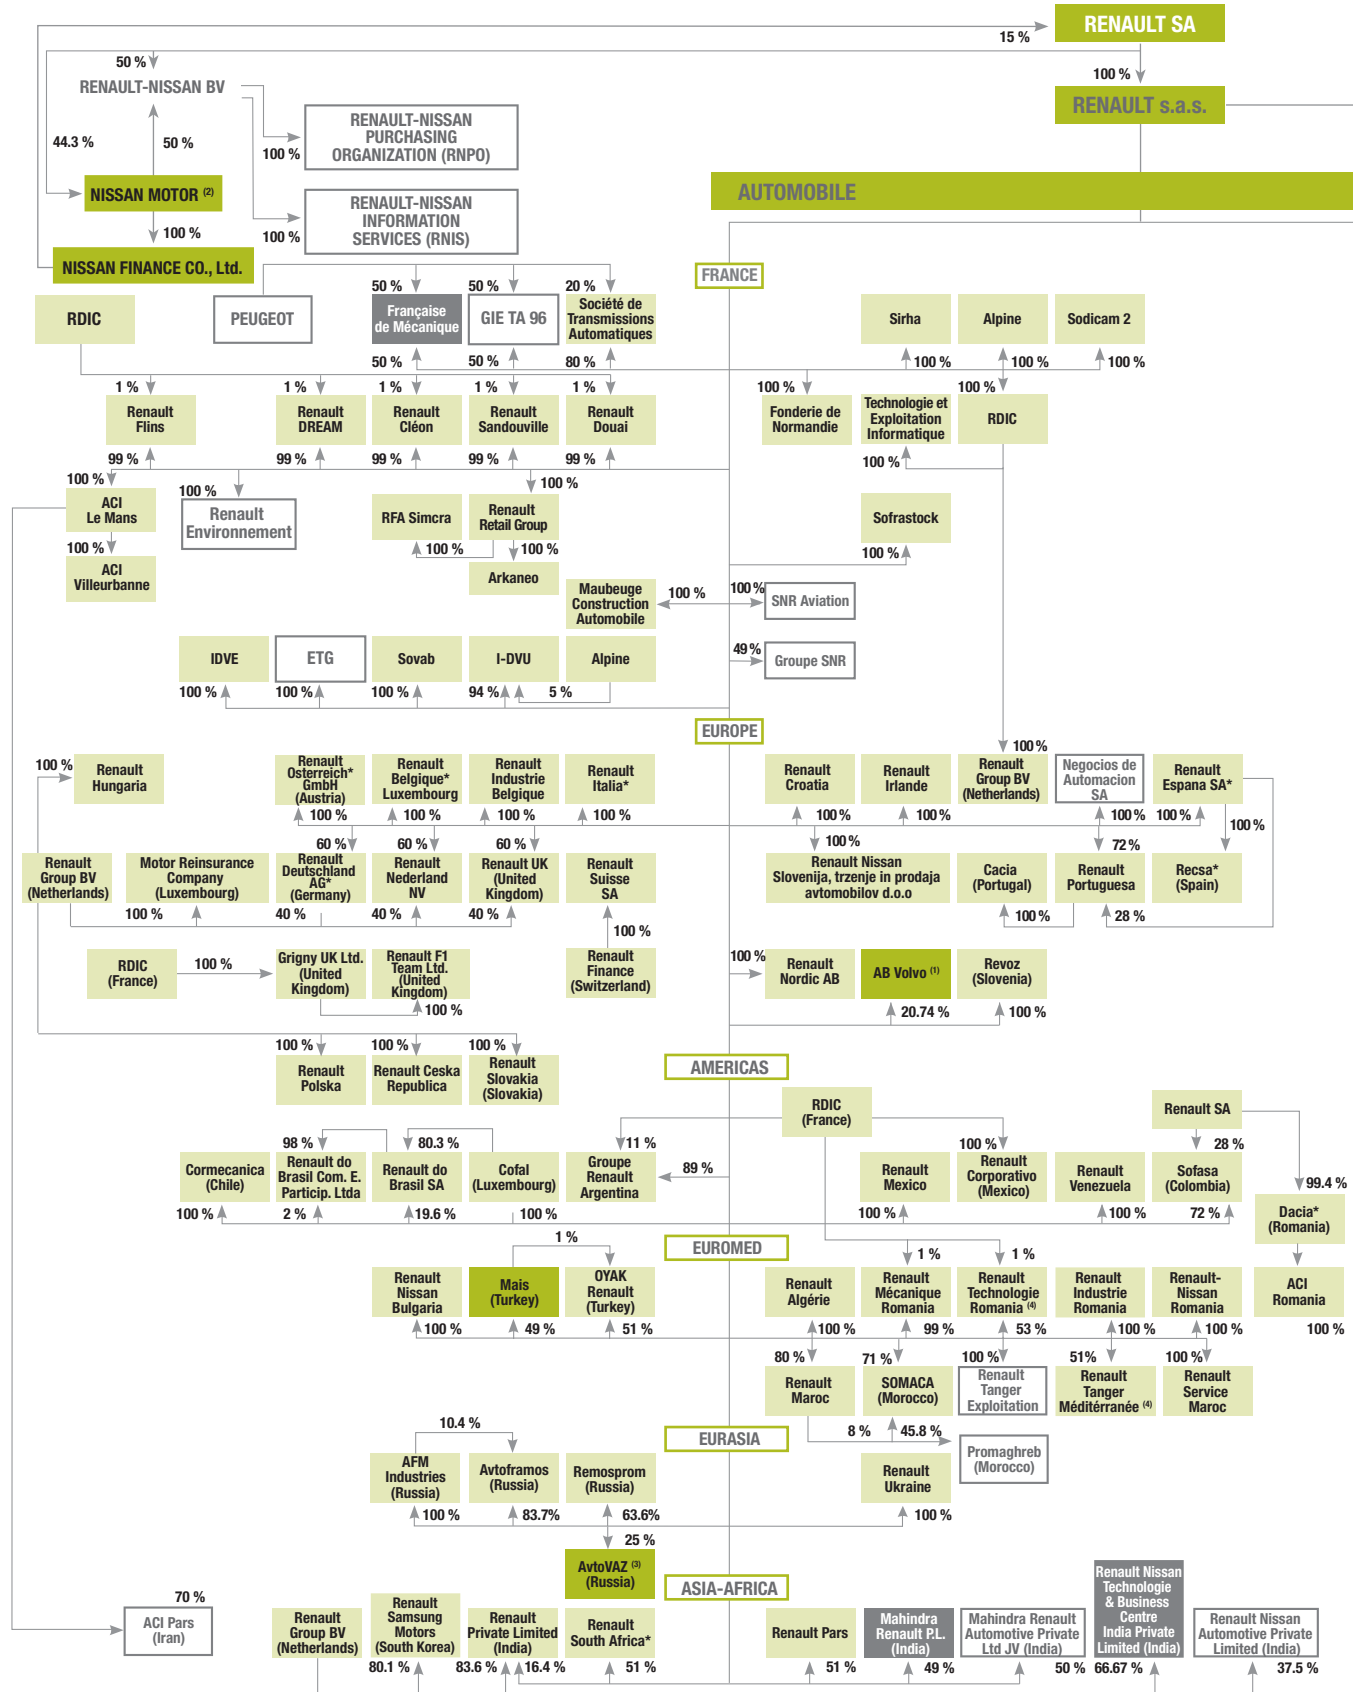 RENAULT SA
15 %
50 %
RENAULT-NISSAN BV
100 %
RENAULT s.a.s.
44.3 %
50 %
100 %
RENAULT-NISSAN
PURCHASING
ORGANIZATION (RNPO)
NISSAN MOTOR (2)
AUTOMOBILE
100 %
100 %
RENAULT-NISSAN
INFORMATION
SERVICES (RNIS)
NISSAN FINANCE CO., Ltd.
FRANCE
50 %
50 %
20 %
RDIC
PEUGEOT
Française
de Mécanique
GIE TA 96
Société de
Transmissions
Automatiques
Sirha
Alpine
Sodicam 2
50 %
50 %
80 %
100 %
100 %
100 %
1 %
1 %
1 %
1 %
1 %
100 %
100 %
Renault
Flins
Renault
DREAM
Renault
Cléon
Renault
Sandouville
Renault
Douai
Fonderie de
Normandie
Technologie et
Exploitation
Informatique
RDIC
99 %
99 %
99 %
99 %
99 %
100 %
100 %
100 %
100 %
ACI
Le Mans
Renault
Environnement
RFA Simcra
Renault
Retail Group
Sofrastock
100 %
100 %
100 %
100 %
ACI
Villeurbanne
Arkaneo
Maubeuge
Construction
Automobile
100 %
100 %
SNR Aviation
IDVE
ETG
Sovab
I-DVU
Alpine
49 %
Groupe SNR
100 %
100 %
100 %
94 %
5 %
EUROPE
100 %
Renault
Hungaria
Renault
Osterreich*
GmbH
(Austria)
Renault
Belgique*
Luxembourg
Renault
Industrie
Belgique
Renault
Italia*
Renault
Croatia
Renault
Irlande
100 %
Renault
Group BV
(Netherlands)
Negocios de
Automacion
SA
Renault
Espana SA*
100 %
100 %
100 %
100 %
100 %
100 %
100 %
100 %
60 %
60 %
60 %
100 %
72 %
100 %
Renault
Group BV
(Netherlands)
Motor Reinsurance
Company
(Luxembourg)
Renault
Deutschland
AG*
(Germany)
Renault
Nederland
NV
Renault UK
(United
Kingdom)
Renault
Suisse
SA
Renault Nissan
Slovenija, trzenje in prodaja
avtomobilov d.o.o
Cacia
(Portugal)
Renault
Portuguesa
Recsa*
(Spain)
100 %
40 %
40 %
40 %
100 %
28 %
100 %
RDIC
(France)
100 %
Grigny UK Ltd.
(United
Kingdom)
Renault F1
Team Ltd.
(United
Kingdom)
Renault
Finance
(Switzerland)
100 %
Renault
Nordic AB
AB Volvo (1)
Revoz
(Slovenia)
100 %
20.74 %
100 %
100 %
100 %
100 %
Renault
Polska
Renault Ceska
Republica
Renault
Slovakia
(Slovakia)
AMERICAS
RDIC
(France)
Renault SA
98 %
80.3 %
11 %
100 %
28 %
Cormecanica
(Chile)
Renault do
Brasil Com. E.
Particip. Ltda
Renault do
Brasil SA
Cofal
(Luxembourg)
Groupe
Renault
Argentina
89 %
Renault
Mexico
Renault
Corporativo
(Mexico)
Renault
Venezuela
Sofasa
(Colombia)
99.4 %
100 %
2 %
19.6 %
100 %
100 %
100 %
72 %
Dacia*
(Romania)
1 %
EUROMED
1 %
1 %
Renault
Nissan
Bulgaria
Mais
(Turkey)
OYAK
Renault
(Turkey)
Renault
Algérie
Renault
Mécanique
Romania
Renault
Technologie
Romania (4)
Renault
Industrie
Romania
Renault-
Nissan
Romania
ACI
Romania
100 %
49 %
51 %
100 %
99 %
53 %
100 %
100 %
100 %
80 %
71 %
100 %
51%
100 %
Renault
Maroc
SOMACA
(Morocco)
Renault
Tanger
Exploitation
Renault
Tanger
Méditérranée (4)
Renault
Service
Maroc
8 %
45.8 %
EURASIA
Promaghreb
(Morocco)
10.4 %
AFM
Industries
(Russia)
Avtoframos
(Russia)
Remosprom
(Russia)
Renault
Ukraine
100 %
83.7%
63.6%
100 %
25 %
AvtoVAZ (3)
(Russia)
ASIA-AFRICA
70 %
ACI Pars
(Iran)
Renault
Group BV
(Netherlands)
Renault
Samsung
Motors
(South Korea)
Renault
Private Limited
(India)
Renault
South Africa*
Renault Pars
Mahindra
Renault P.L.
(India)
Mahindra Renault
Automotive Private
Ltd JV (India)
Renault Nissan
Technologie
& Business
Centre
India Private
Limited (India)
Renault Nissan
Automotive Private
Limited (India)
80.1 %
83.6 %
16.4 %
51 %
51 %
49 %
50 %
66.67 %
37.5 %